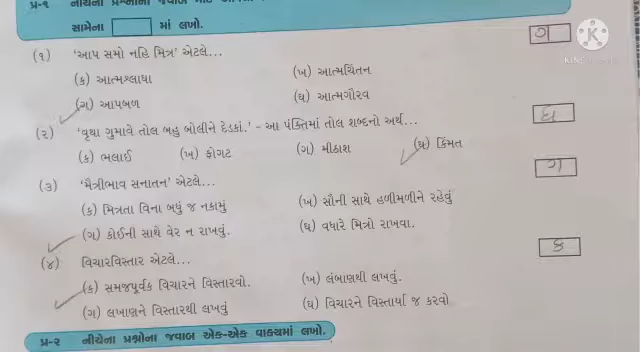 પ્ર-૧ નીચેના પ્રશ્નોના જવાબ માટે
સામેના માં લખો.
(૧) 'આપ સમો નહિ મિત્ર' એટલે... ગ
(ક) આત્મશ્લાઘા (ખ) આત્મચિંતન
(ગ) આપબળ (ઘ) આત્મગૌરવ
(૨) 'વૃથા ગુમાવે તોલ બહુ બોલીને દેડકાં.' - આ પંક્તિમાં તોલ શબ્દનો અર્થ... ઘ
(ક) ભલાઈ (ખ) ફોગટ (ગ) મીઠાશ (ઘ) કિંમત
(૩) 'મૈત્રીભાવ સનાતન' એટલે... ગ
(ક) મિત્રતા વિના બધું જ નકામું (ખ) સૌની સાથે હળીમળીને રહેવું
(ગ) કોઈની સાથે વેર ન રાખવું. (ઘ) વધારે મિત્રો રાખવા.
(૪) વિચારવિસ્તાર એટલે... ક
(ક) સમજપૂર્વક વિચારને વિસ્તારવો. (ખ) લંબાણથી લખવું.
(ગ) લખાણને વિસ્તારથી લખવું (ઘ) વિચારને વિસ્તાર્યા જ કરવો
પ્ર-૨ નીચેના પ્રશ્નોના જવાબ એક-એક વાક્યમાં લખો.